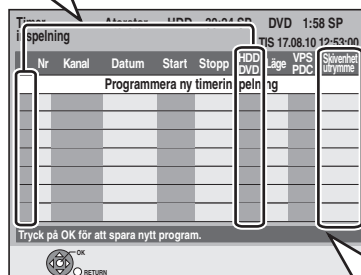 Timer Återstår HDD 30:24 SP DVD 1:58 SP
inspelning TIS 17.08.10 12:53:00
Nr Kanal Datum Start Stopp HDD DVD Läge VPS PDC Skivenhet utrymme
Programmera ny timerinspelning
Tryck på OK för att spara nytt program.
OK
RETURN